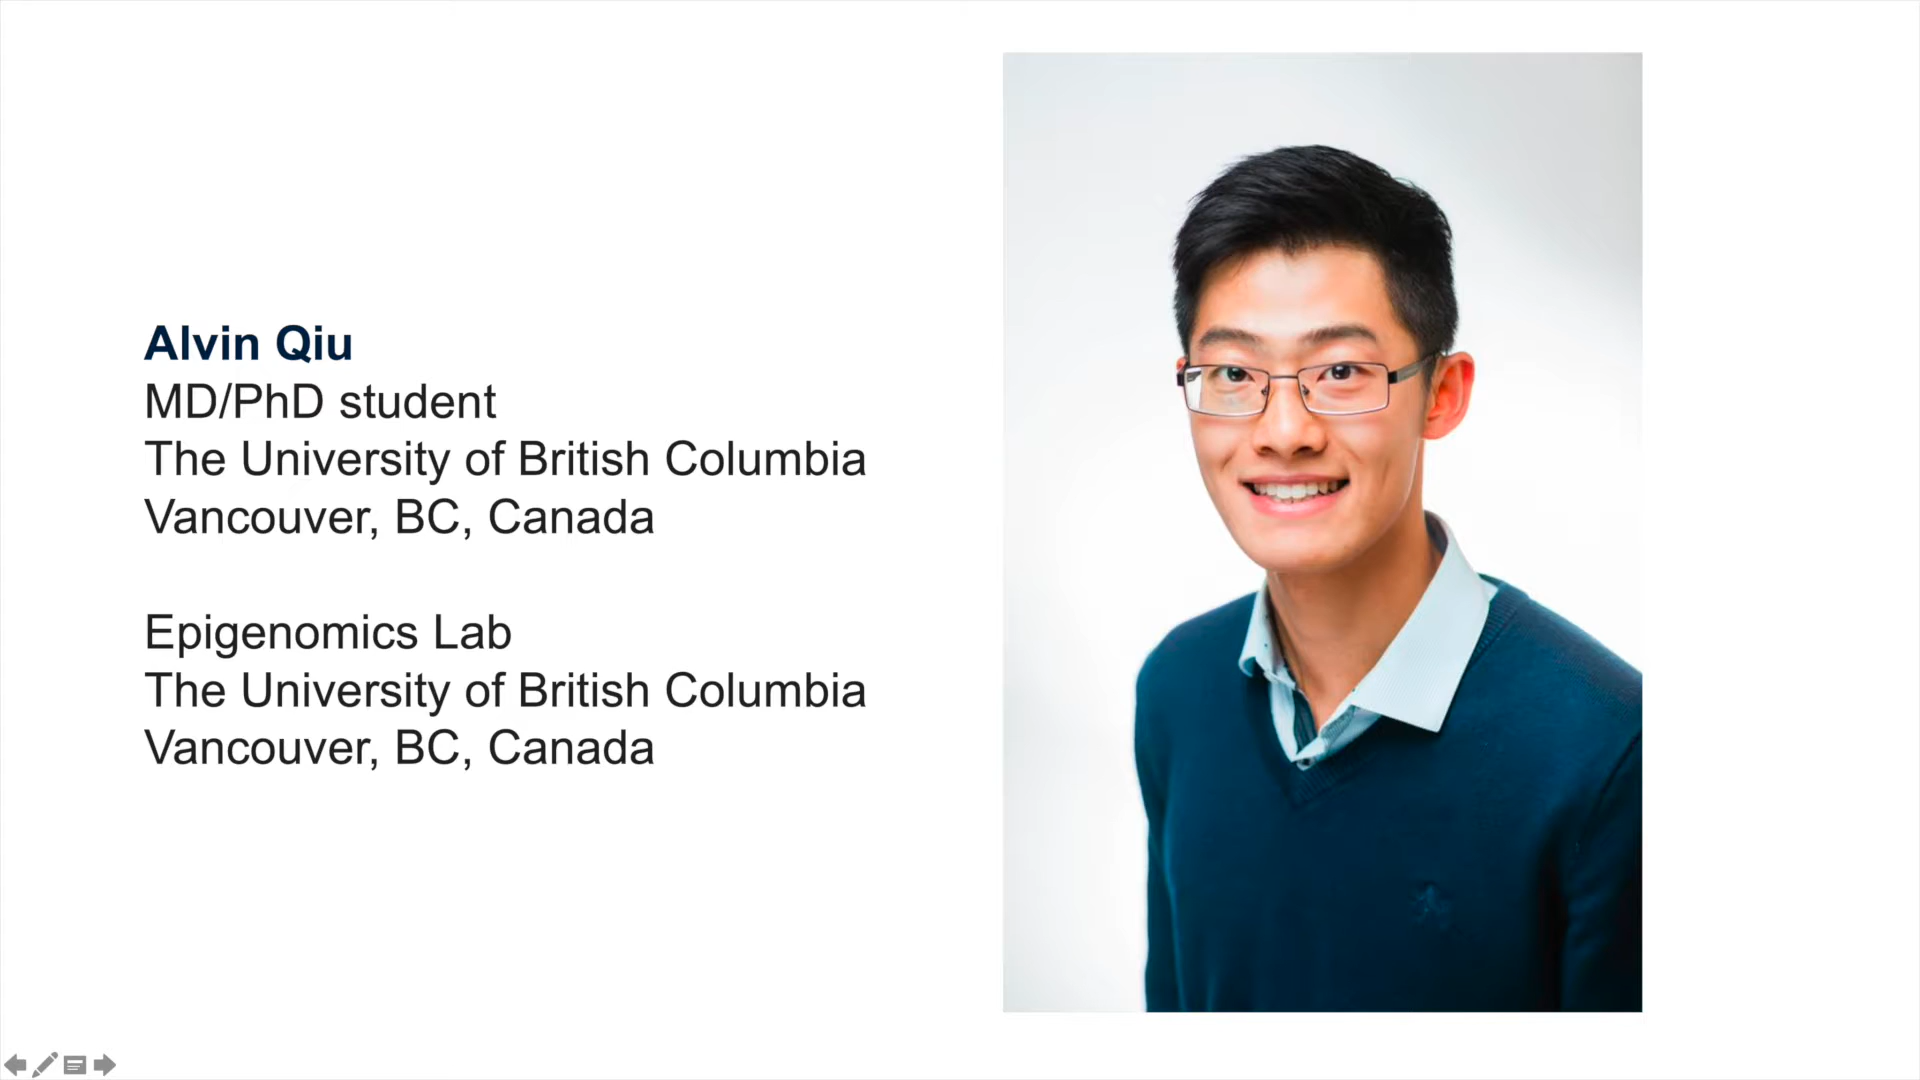 Alvin Qiu
MD/PhD student
The University of British Columbia
Vancouver, BC, Canada
Epigenomics Lab
The University of British Columbia
Vancouver, BC, Canada